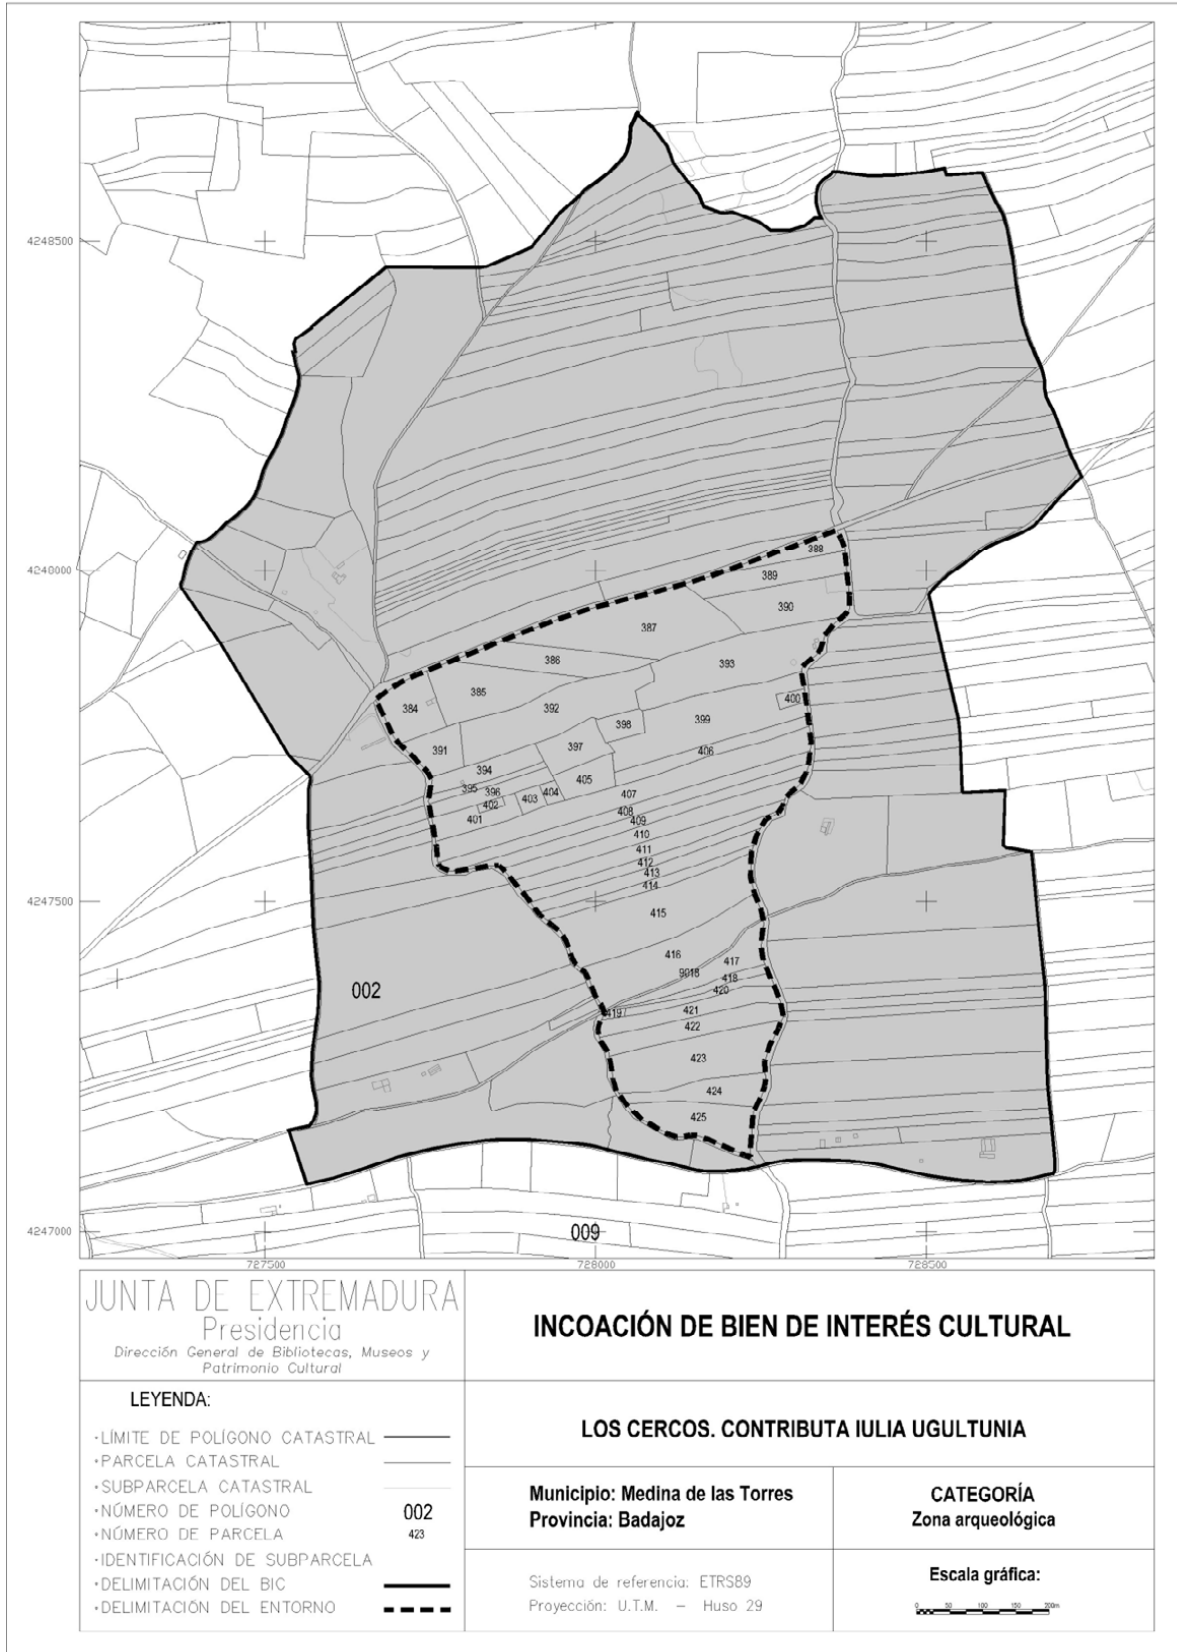 4248500
388
389
4240000
390
387
386
393
385
384
392
400
399
398
391
397
406
394
405
395
396
404
407
403
402
401
408
409
410
411
412
413
414
4247500
415
416
417
9018
418
002
420
419
421
422
423
424
425
4247000
009
727500
728000
728500
JUNTA DE EXTREMADURA
Presidencia
Dirección General de Bibliotecas, Museos y
Patrimonio Cultural
INCOACIÓN DE BIEN DE INTERÉS CULTURAL
LEYENDA:
·LÍMITE DE POLÍGONO CATASTRAL
·PARCELA CATASTRAL
·SUBPARCELA CATASTRAL
·NÚMERO DE POLÍGONO 002
·NÚMERO DE PARCELA 423
·IDENTIFICACIÓN DE SUBPARCELA
·DELIMITACIÓN DEL BIC
·DELIMITACIÓN DEL ENTORNO
LOS CERCOS. CONTRIBUTA IULIA UGULTUNIA
Municipio: Medina de las Torres
Provincia: Badajoz
CATEGORÍA
Zona arqueológica
Sistema de referencia: ETRS89
Proyección: U.T.M. – Huso 29
Escala gráfica:
0 50 100 150 200m